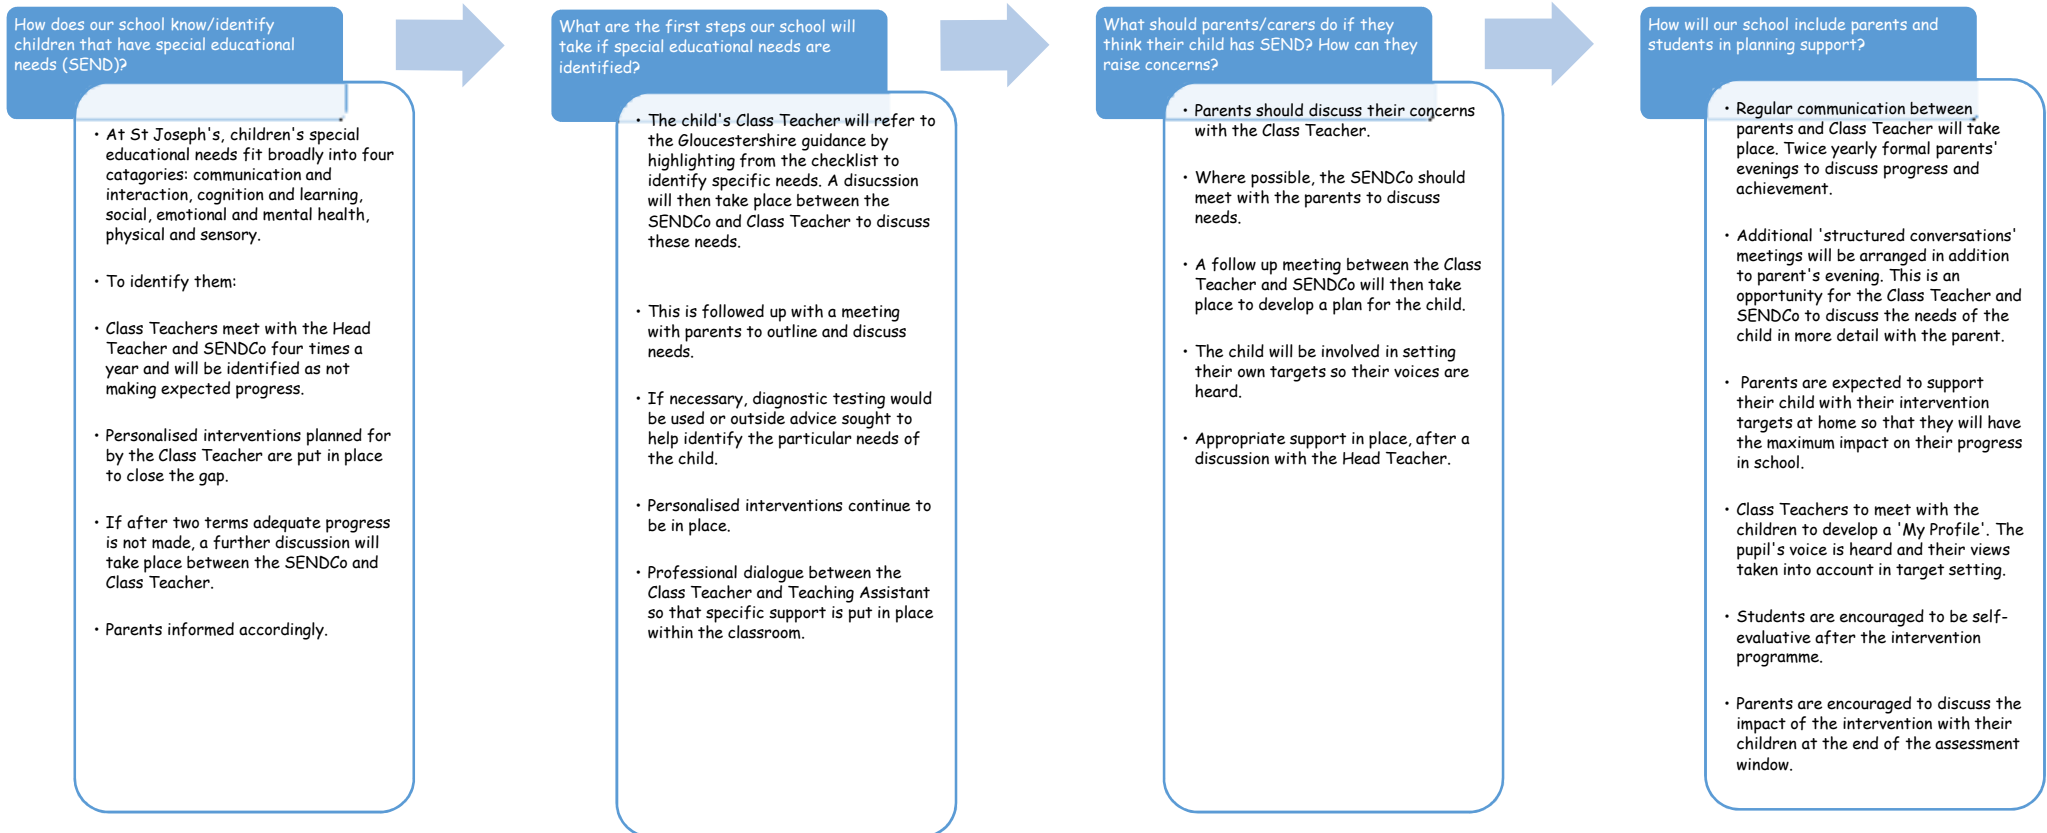 How does our school know/identify
children that have special educational
needs (SEND)?
• At St Joseph's, children's special
educational needs fit broadly into four
catagories: communication and
interaction, cognition and learning,
social, emotional and mental health,
physical and sensory.
• To identify them:
• Class Teachers meet with the Head
Teacher and SENDCo four times a
year and will be identified as not
making expected progress.
• Personalised interventions planned for
by the Class Teacher are put in place
to close the gap.
• If after two terms adequate progress
is not made, a further discussion will
take place between the SENDCo and
Class Teacher.
• Parents informed accordingly.
What are the first steps our school will
take if special educational needs are
identified?
• The child's Class Teacher will refer to
the Gloucestershire guidance by
highlighting from the checklist to
identify specific needs. A disucssion
will then take place between the
SENDCo and Class Teacher to discuss
these needs.
• This is followed up with a meeting
with parents to outline and discuss
needs.
• If necessary, diagnostic testing would
be used or outside advice sought to
help identify the particular needs of
the child.
• Personalised interventions continue to
be in place.
• Professional dialogue between the
Class Teacher and Teaching Assistant
so that specific support is put in place
within the classroom.
What should parents/carers do if they
think their child has SEND? How can they
raise concerns?
• Parents should discuss their concerns
with the Class Teacher.
• Where possible, the SENDCo should
meet with the parents to discuss
needs.
• A follow up meeting between the Class
Teacher and SENDCo will then take
place to develop a plan for the child.
• The child will be involved in setting
their own targets so their voices are
heard.
• Appropriate support in place, after a
discussion with the Head Teacher.
How will our school include parents and
students in planning support?
• Regular communication between
parents and Class Teacher will take
place. Twice yearly formal parents'
evenings to discuss progress and
achievement.
• Additional 'structured conversations'
meetings will be arranged in addition
to parent's evening. This is an
opportunity for the Class Teacher and
SENDCo to discuss the needs of the
child in more detail with the parent.
• Parents are expected to support
their child with their intervention
targets at home so that they will have
the maximum impact on their progress
in school.
• Class Teachers to meet with the
children to develop a 'My Profile'. The
pupil's voice is heard and their views
taken into account in target setting.
• Students are encouraged to be self-
evaluative after the intervention
programme.
• Parents are encouraged to discuss the
impact of the intervention with their
children at the end of the assessment
window.